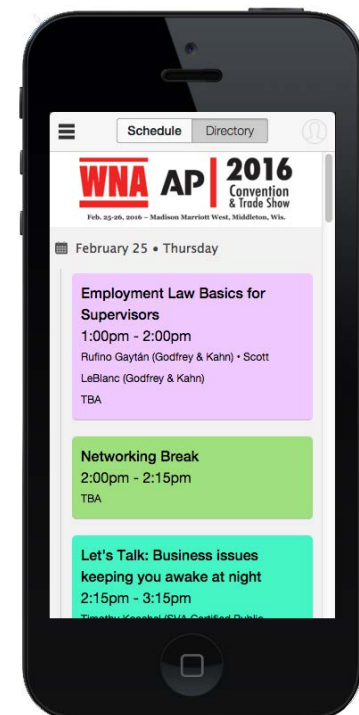 Schedule Directory
WNA AP 2016
Convention
& Trade Show
Feb. 25-26, 2016 – Madison Marriott West, Middleton, Wis.
February 25 • Thursday
Employment Law Basics for
Supervisors
1:00pm - 2:00pm
Rufino Gaytán (Godfrey & Kahn) • Scott
LeBlanc (Godfrey & Kahn)
TBA
Networking Break
2:00pm - 2:15pm
TBA
Let's Talk: Business issues
keeping you awake at night
2:15pm - 3:15pm